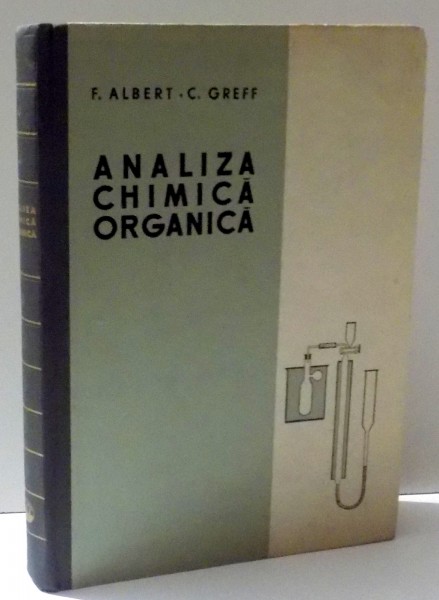 F. ALBERT · C. GREFF
ANALIZA
CHIMICĂ
ORGANICĂ